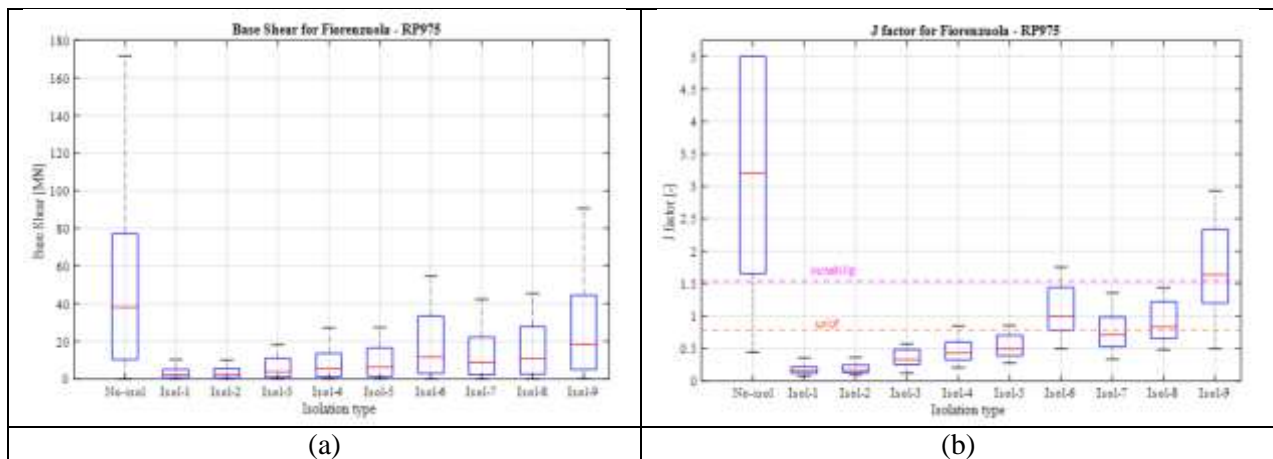 Base Shear for Fiorenzuola - RP975
180
160
140
120
100
80
60
40
20
0
Base Shear [MN]
No-isol Isol-1 Isol-2 Isol-3 Isol-4 Isol-5 Isol-6 Isol-7 Isol-8 Isol-9
Isolation type
(a)
J factor for Fiorenzuola - RP975
5
4.5
4
3.5
3
2.5
2
1.5
1
0.5
0
J factor [-]
uplift
No-isol Isol-1 Isol-2 Isol-3 Isol-4 Isol-5 Isol-6 Isol-7 Isol-8 Isol-9
Isolation type
(b)